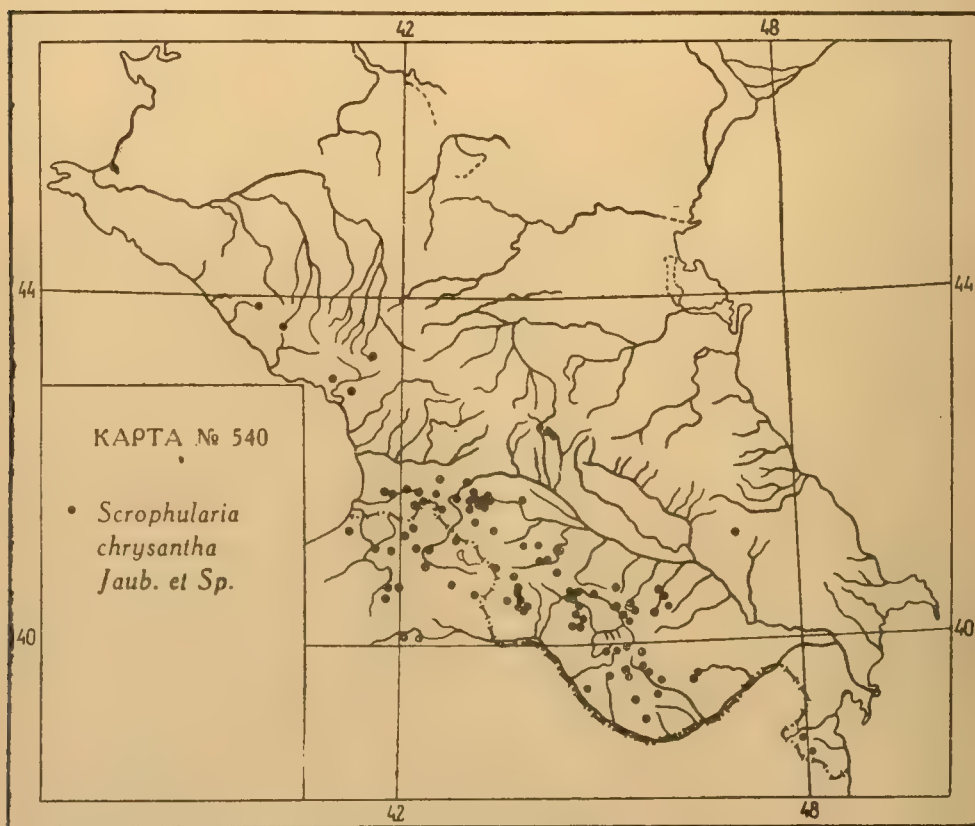 42 48
44 44
КАРТА № 540
Scrophularia
chrysantha
Jaub. et Sp.
40 40
42 48